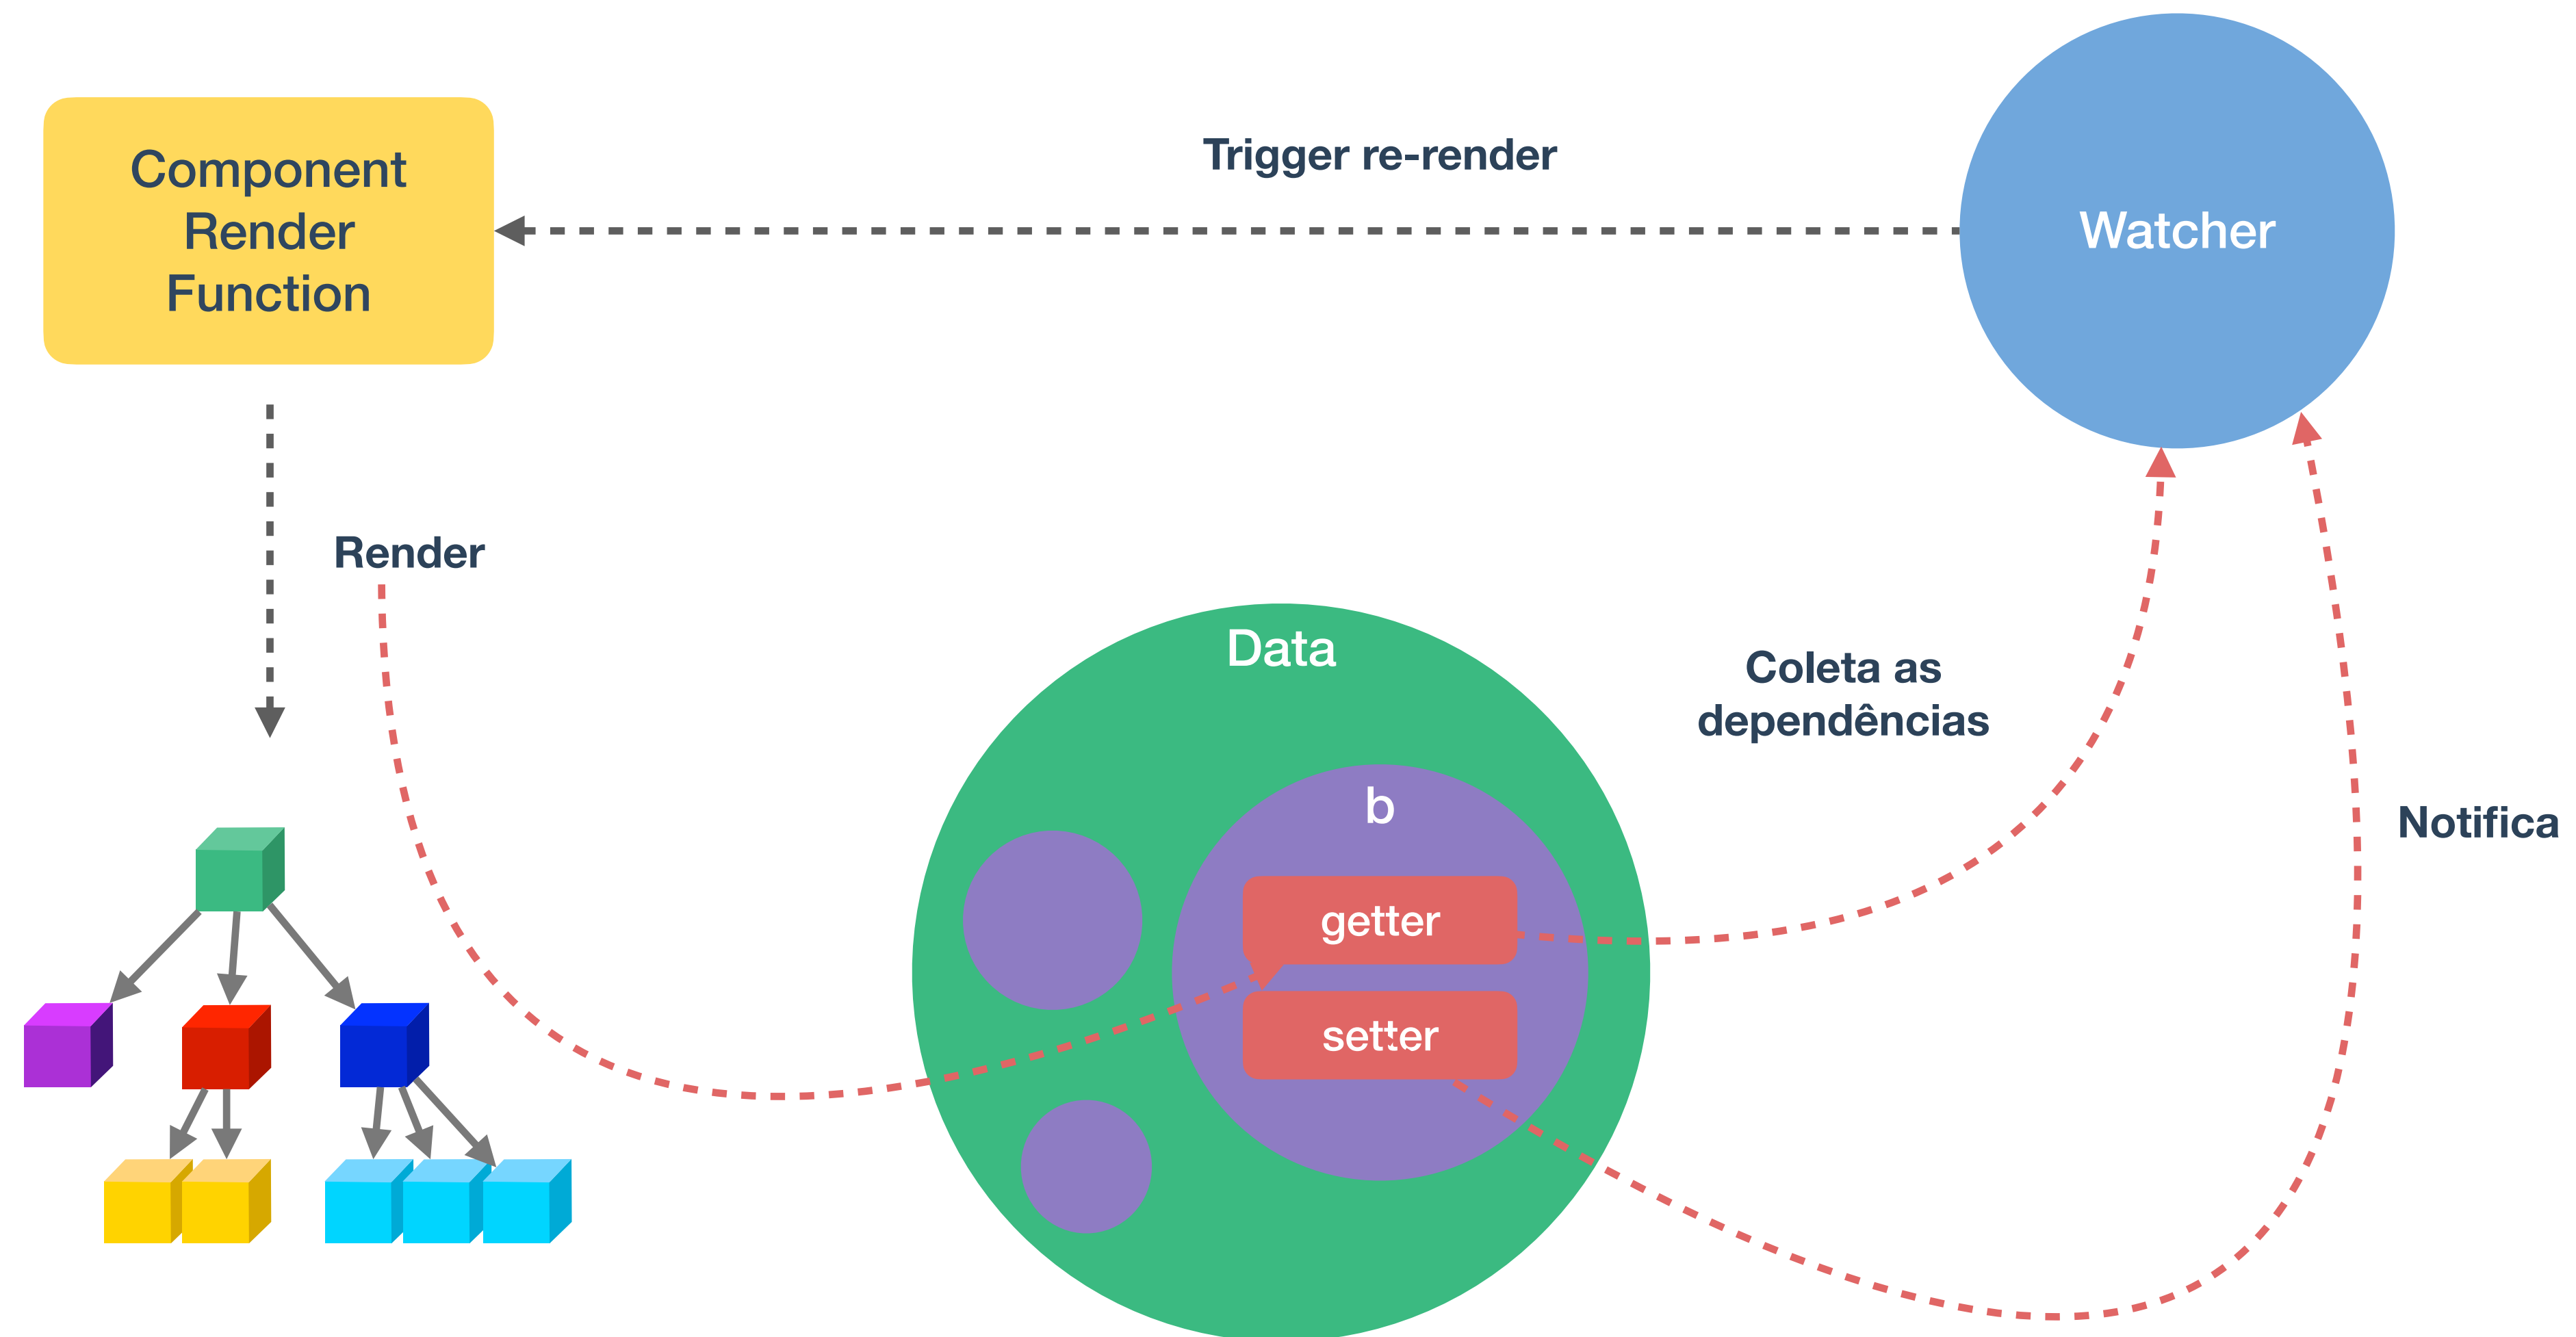 Component
Render
Function
Trigger re-render
Watcher
Render
Data
Coleta as
dependências
b
Notifica
getter
setter